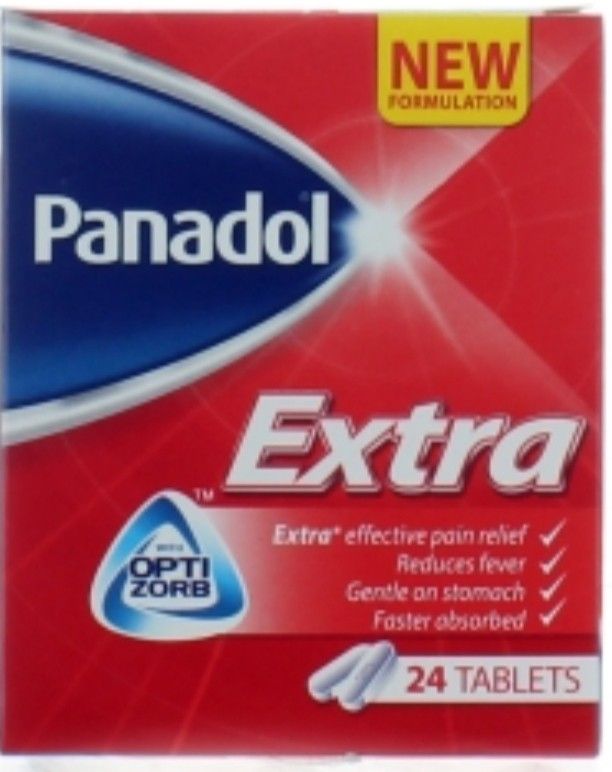 NEW
FORMULATION
Panadol
Extra
TM
Extra* effective pain relief
Reduces fever
Gentle on stomach
Faster absorbed
OPTI
ZORB
24 TABLETS